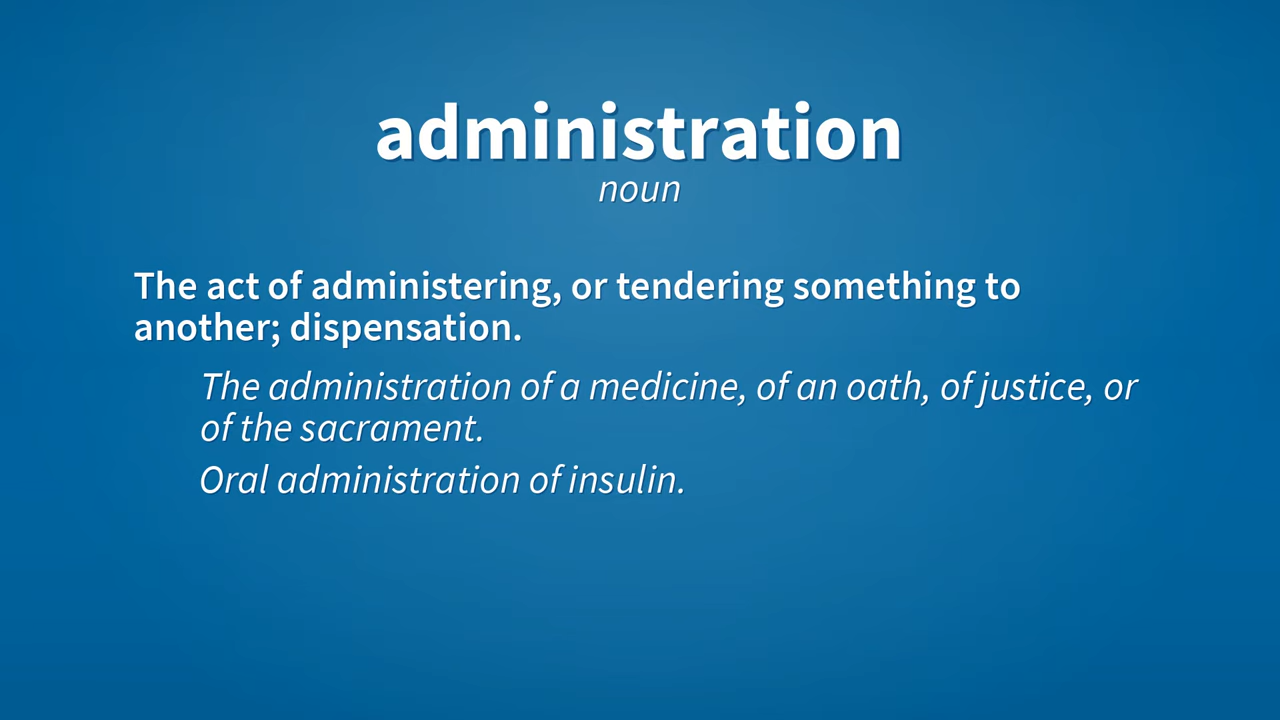 administration
noun
The act of administering, or tendering something to
another; dispensation.
The administration of a medicine, of an oath, of justice, or
of the sacrament.
Oral administration of insulin.